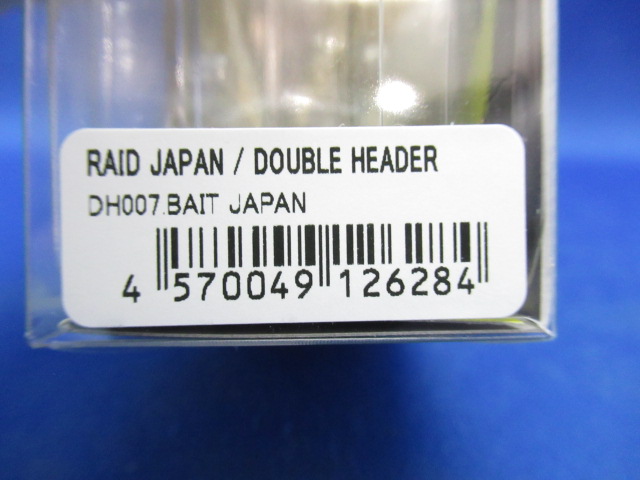 RAID JAPAN / DOUBLE HEADER
DH007.BAIT JAPAN
4 570049 126284